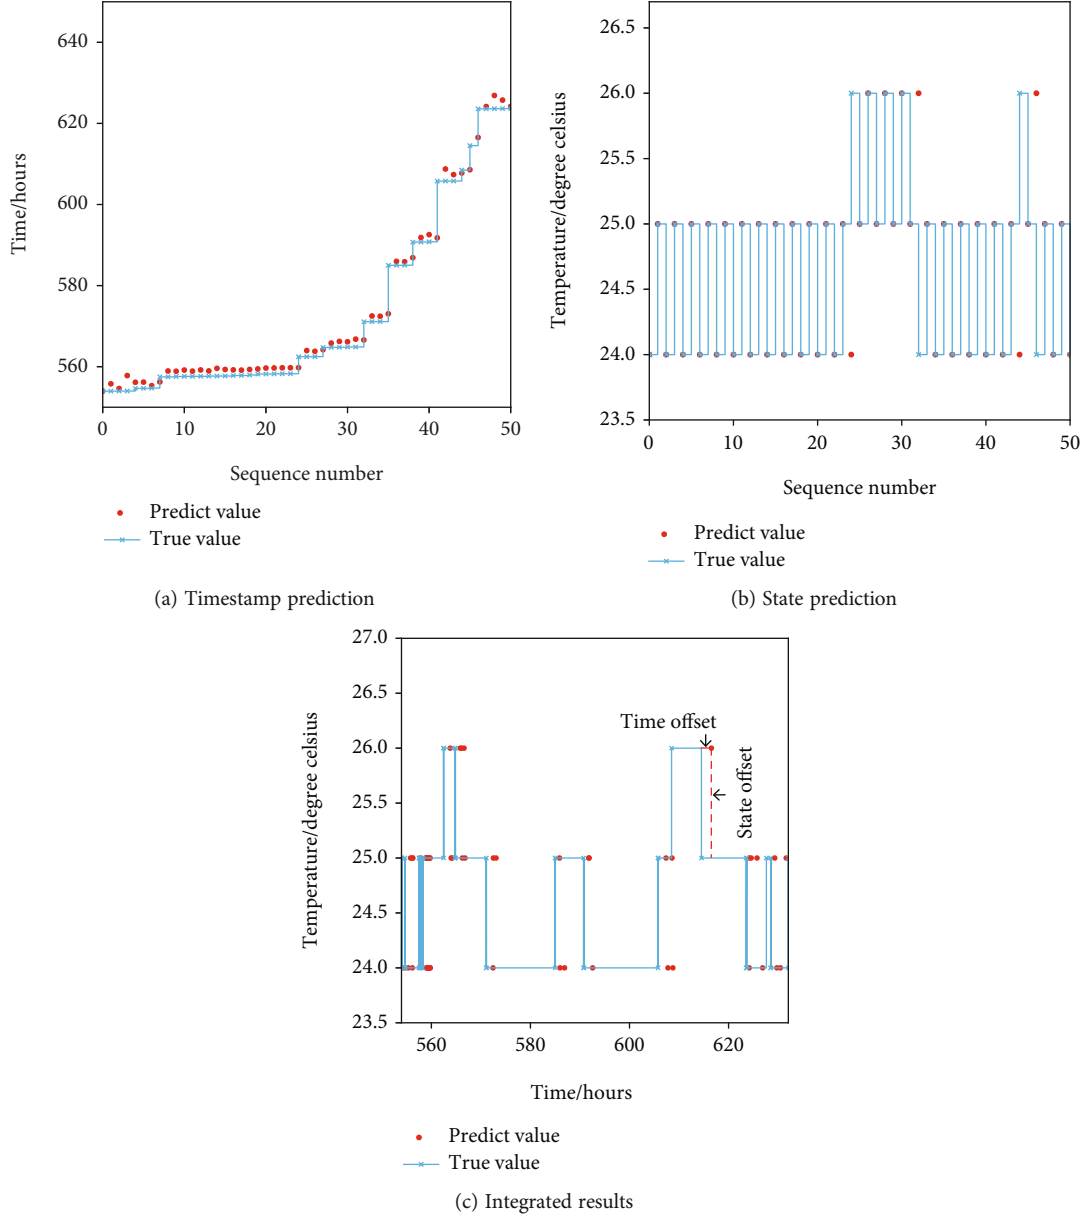 640
620
600
580
560
Time/hours
0 10 20 30 40 50
Sequence number
Predict value
True value
(a) Timestamp prediction
26.5
26.0
25.5
25.0
24.5
24.0
23.5
Temperature/degree celsius
0 10 20 30 40 50
Sequence number
Predict value
True value
(b) State prediction
27.0
26.5
26.0
25.5
25.0
24.5
24.0
23.5
Temperature/degree celsius
Time offset
State offset
560 580 600 620
Time/hours
Predict value
True value
(c) Integrated results